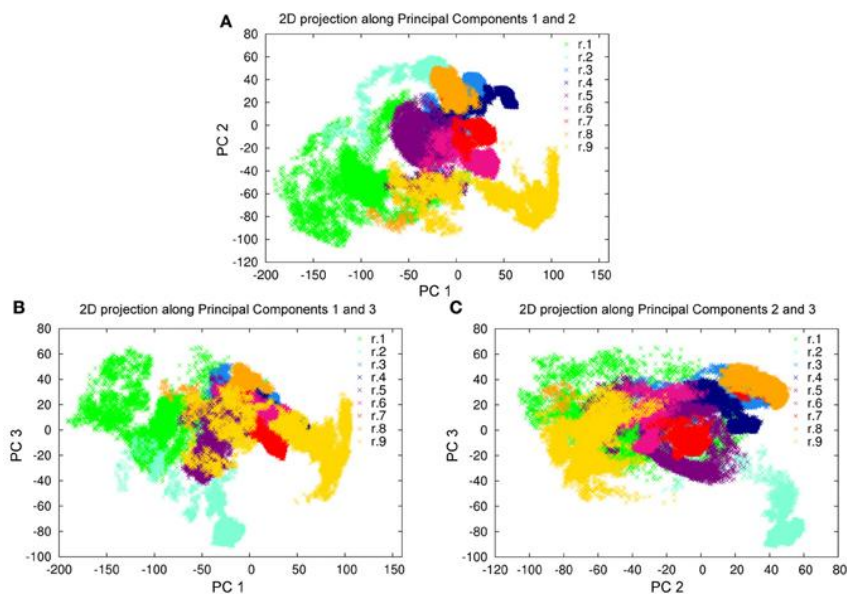 A
2D projection along Principal Components 1 and 2
80
60
40
20
0
-20
-40
-60
-80
-100
-120
PC 2
-200
-150
-100
-50
0
50
100
150
PC 1
r.1
r.2
r.3
r.4
r.5
r.6
r.7
r.8
r.9
B
2D projection along Principal Components 1 and 3
80
60
40
20
0
-20
-40
-60
-80
-100
PC 3
-200
-150
-100
-50
0
50
100
150
PC 1
r.1
r.2
r.3
r.4
r.5
r.6
r.7
r.8
r.9
C
2D projection along Principal Components 2 and 3
80
60
40
20
0
-20
-40
-60
-80
-100
PC 3
-120
-100
-80
-60
-40
-20
0
20
40
60
80
PC 2
r.1
r.2
r.3
r.4
r.5
r.6
r.7
r.8
r.9